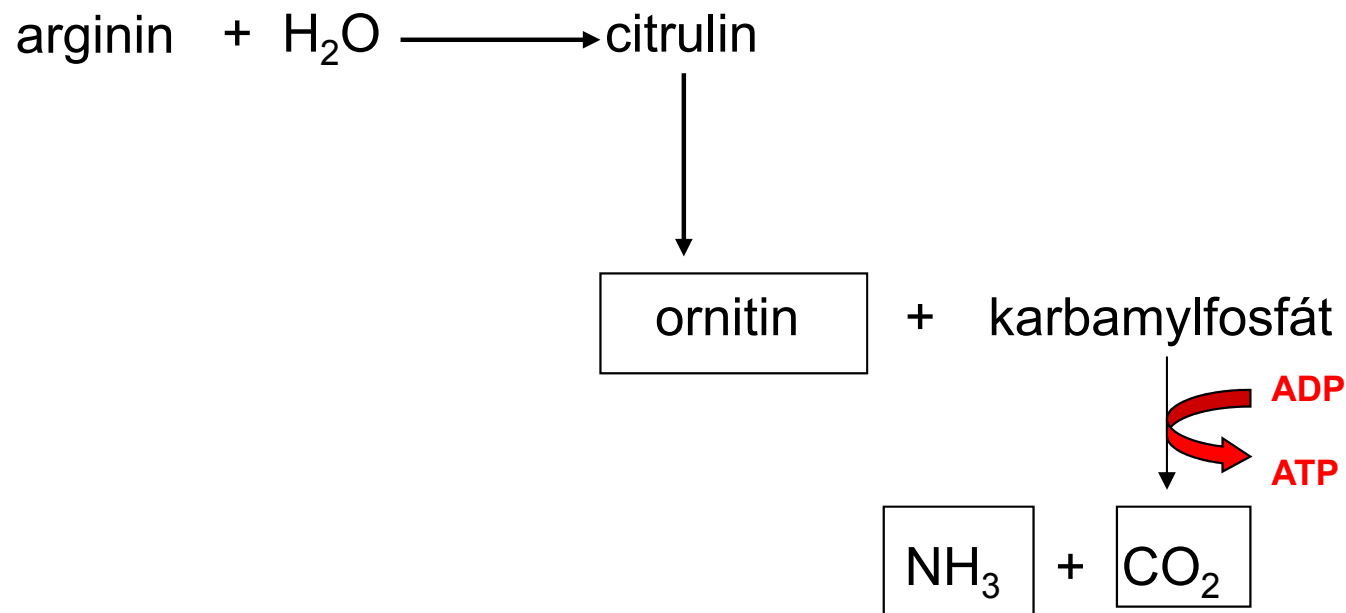 arginin + H₂O citrulin
ornitin + karbamylfosfát
ADP
ATP
NH₃ + CO₂